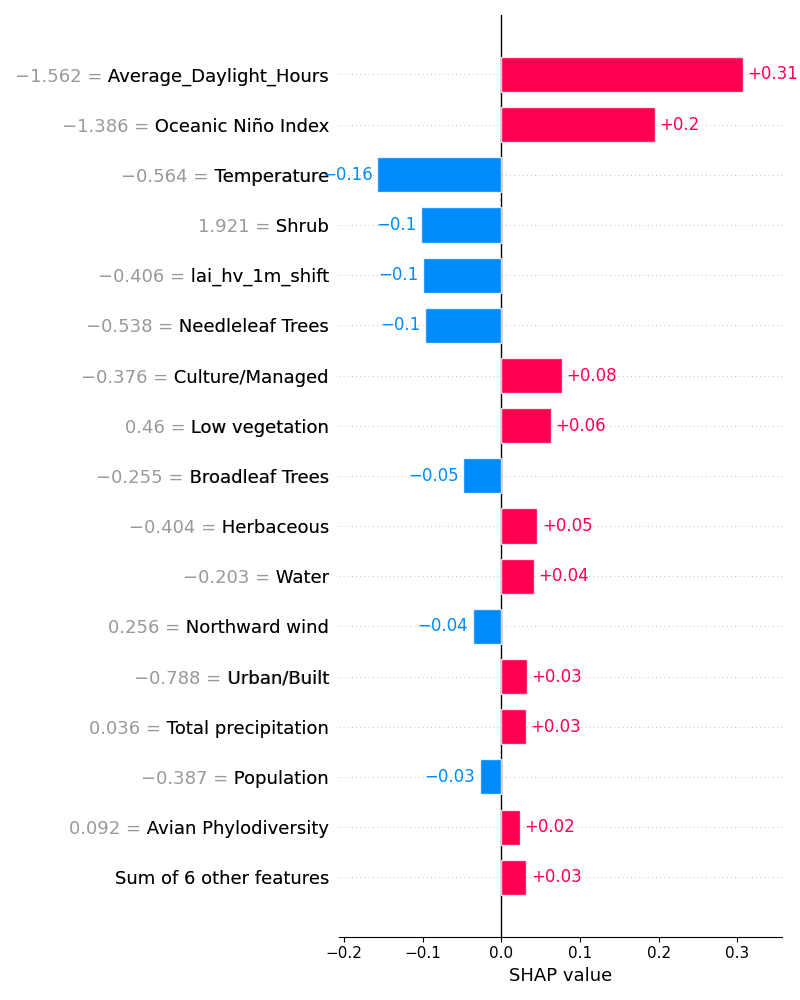 −1.562 = Average_Daylight_Hours +0.31
−1.386 = Oceanic Niño Index +0.2
−0.564 = Temperature −0.16
1.921 = Shrub −0.1
−0.406 = lai_hv_1m_shift −0.1
−0.538 = Needleleaf Trees −0.1
−0.376 = Culture/Managed +0.08
0.46 = Low vegetation +0.06
−0.255 = Broadleaf Trees −0.05
−0.404 = Herbaceous +0.05
−0.203 = Water +0.04
0.256 = Northward wind −0.04
−0.788 = Urban/Built +0.03
0.036 = Total precipitation +0.03
−0.387 = Population −0.03
0.092 = Avian Phylodiversity +0.02
Sum of 6 other features +0.03
−0.2 −0.1 0.0 0.1 0.2 0.3
SHAP value